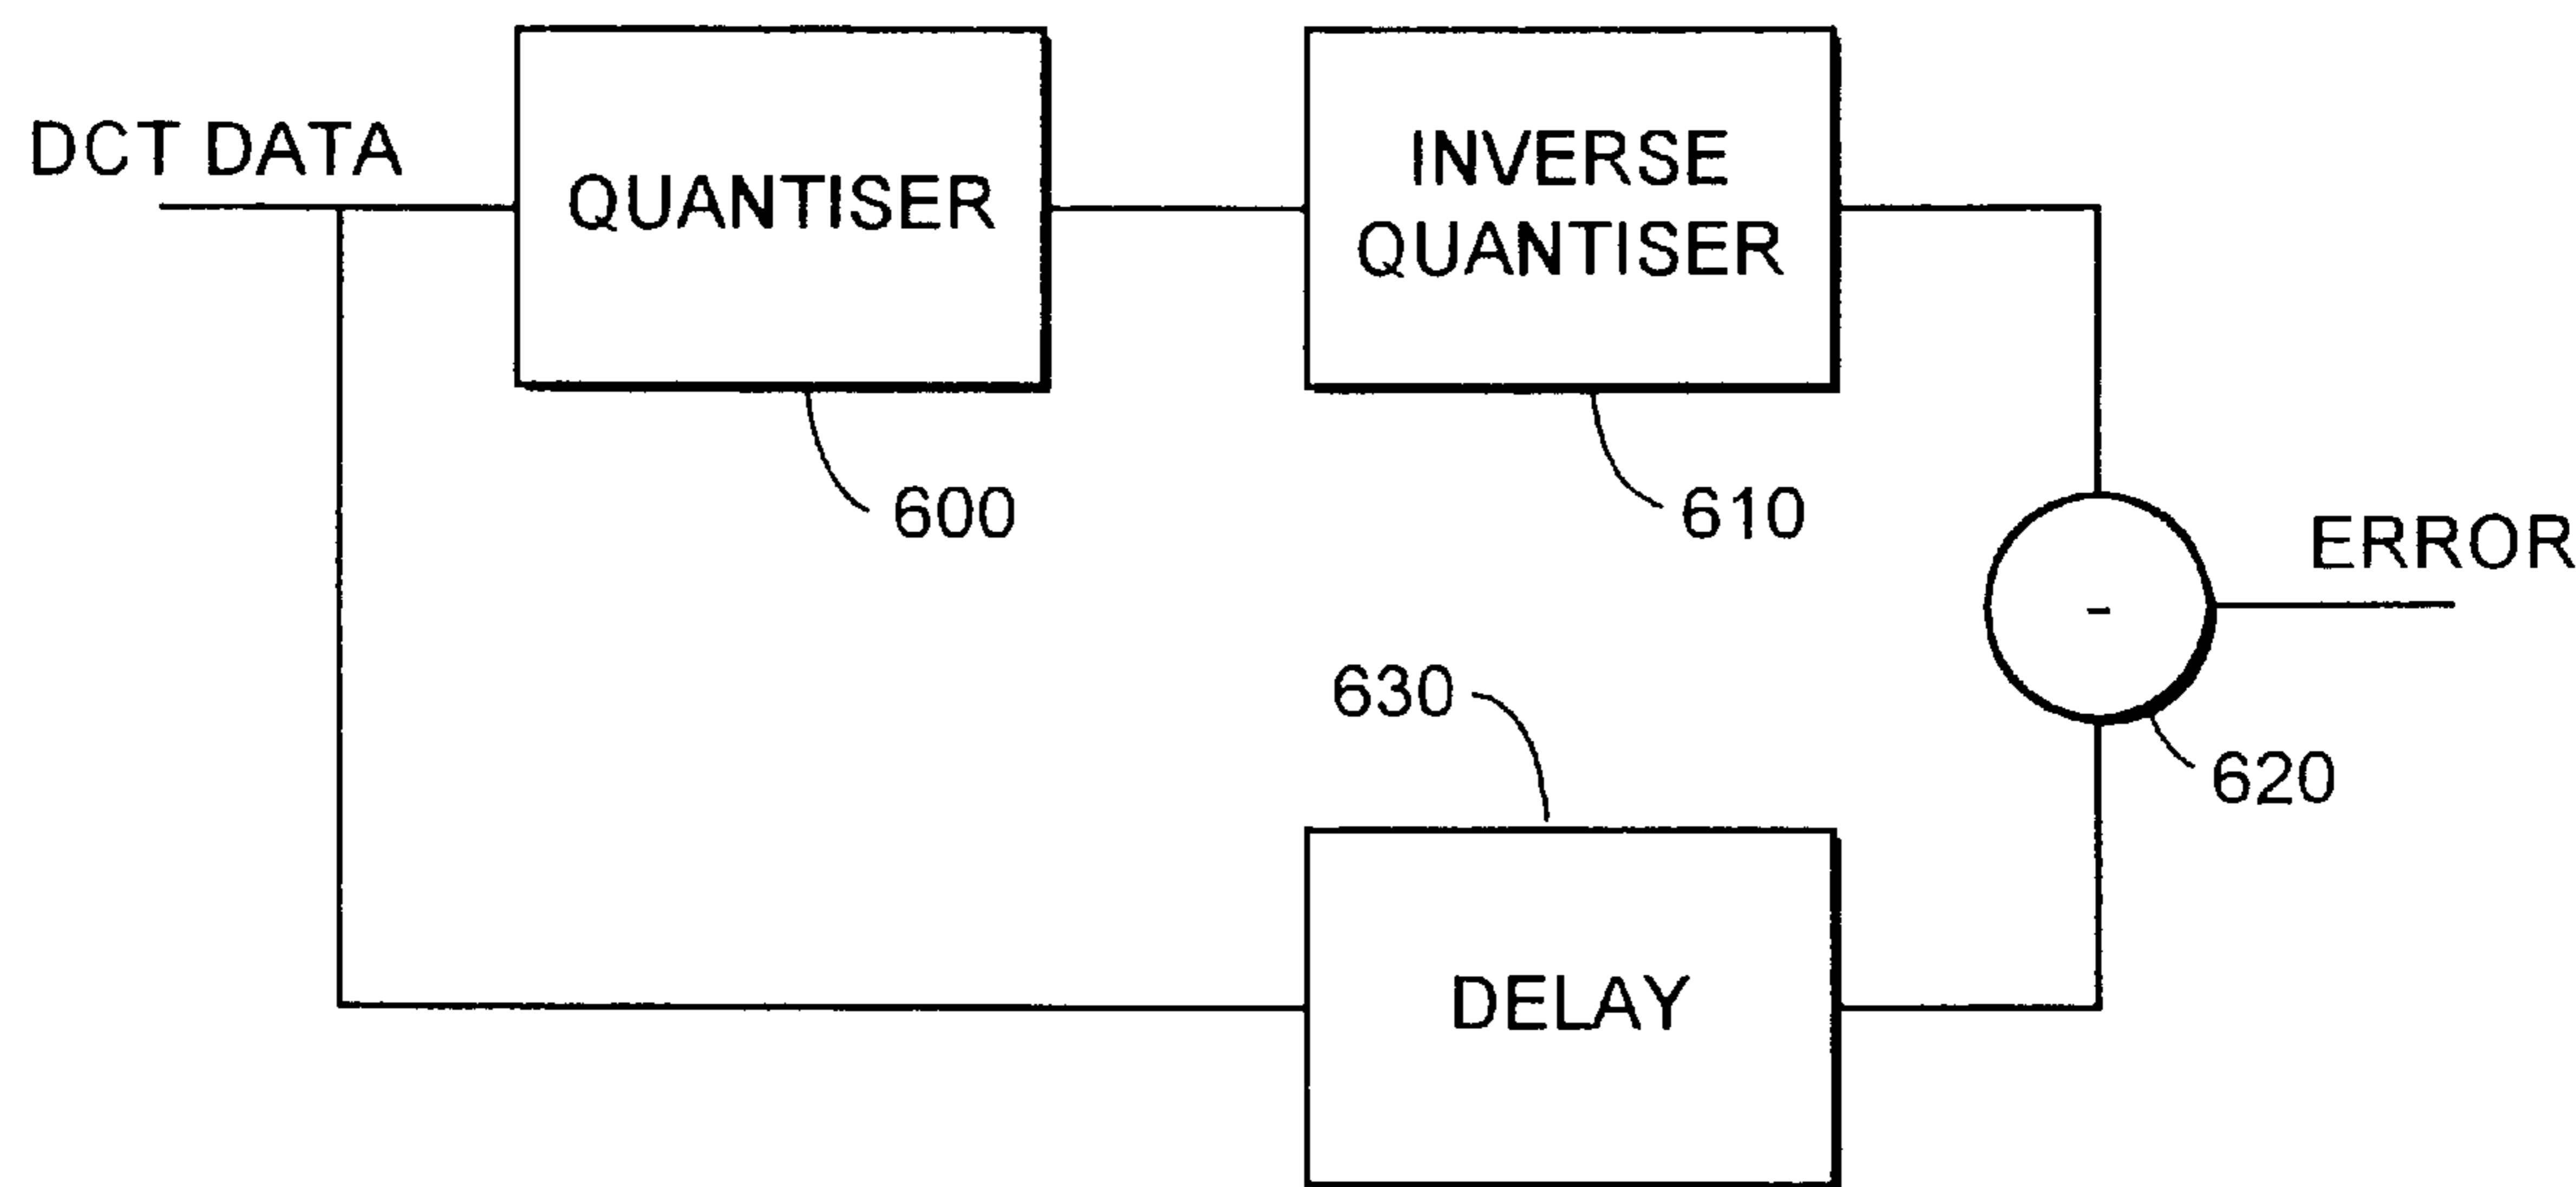 DCT DATA
QUANTISER
INVERSE
QUANTISER
600
610
ERROR
-
630
620
DELAY